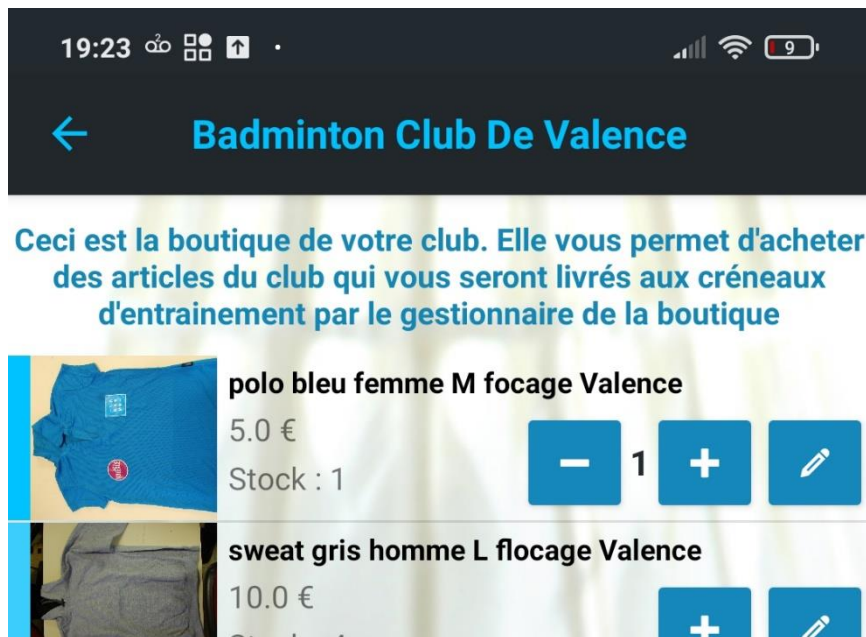 19:23
9
Badminton Club De Valence
Ceci est la boutique de votre club. Elle vous permet d'acheter
des articles du club qui vous seront livrés aux créneaux
d'entrainement par le gestionnaire de la boutique
polo bleu femme M focage Valence
5.0 €
Stock : 1
1
sweat gris homme L flocage Valence
10.0 €